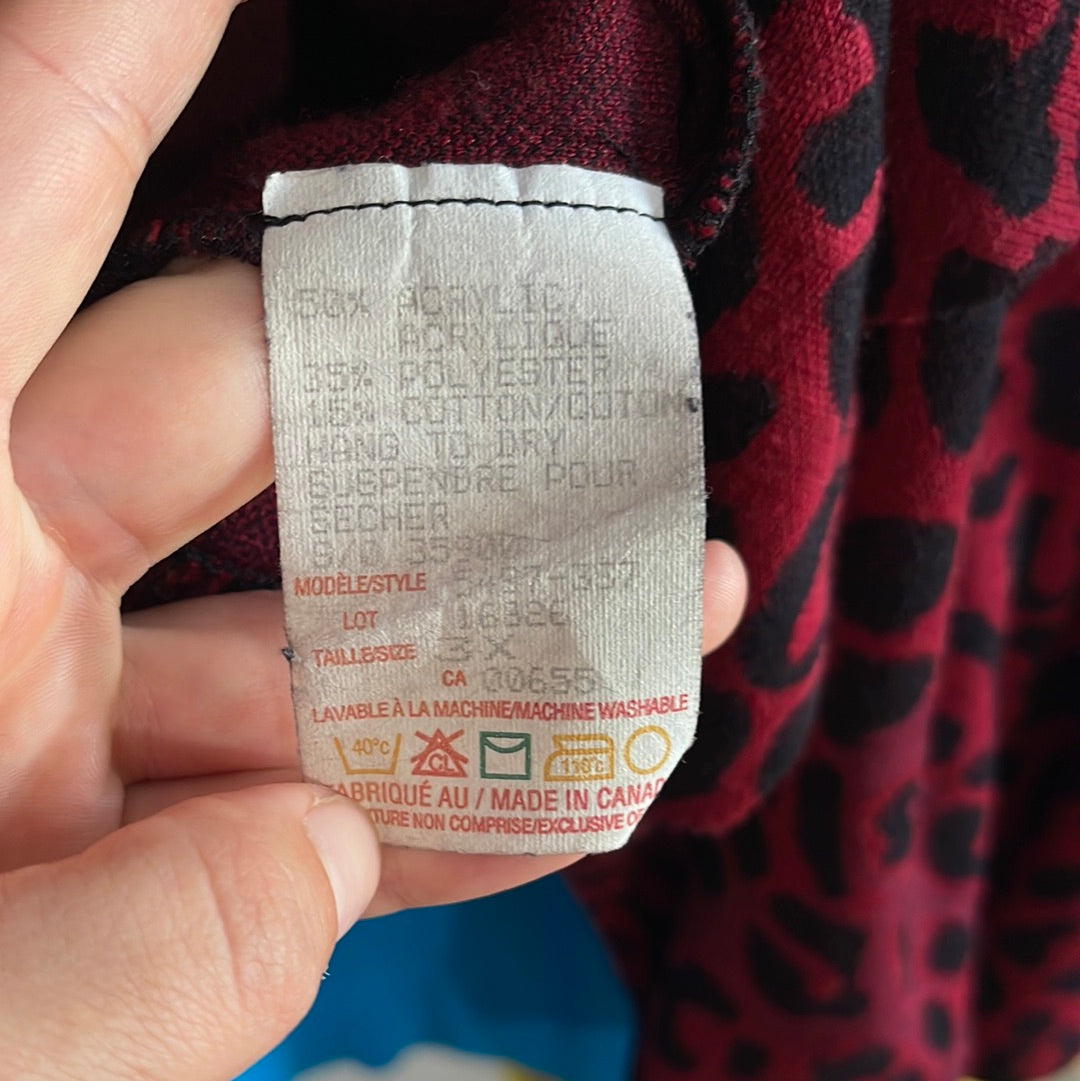 50% ACRYLIC/
ACRYLIQUE
35% POLYESTER
15% COTTON/COTON
HANG TO DRY
SUSPENDRE POUR
SECHER
MODÈLE/STYLE
LOT 16326
TAILLE/SIZE 3X
CA 00655
LAVABLE À LA MACHINE/MACHINE WASHABLE
40°C CL 110°C
FABRIQUÉ AU / MADE IN CANAD
TURE NON COMPRISE/EXCLUSIVE OF